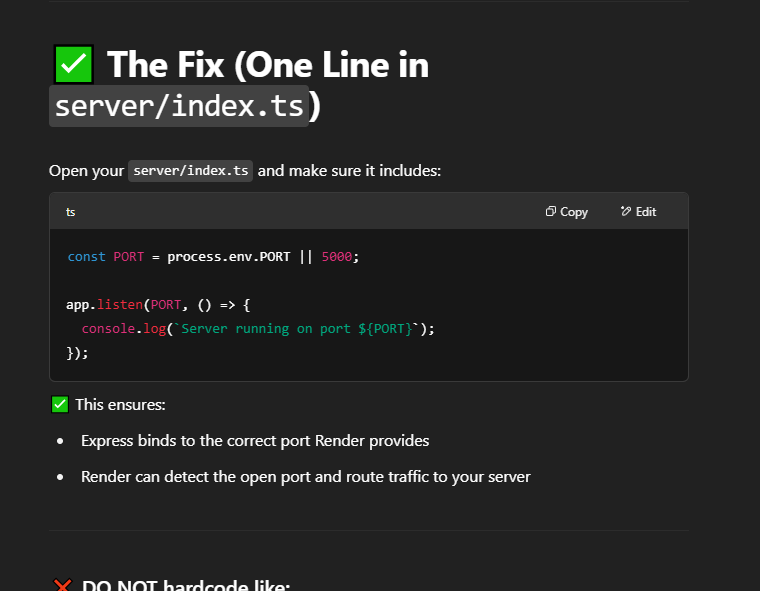 ✅ The Fix (One Line in
server/index.ts)
Open your server/index.ts and make sure it includes:
ts Copy Edit
const PORT = process.env.PORT || 5000;
app.listen(PORT, () => {
  console.log(`Server running on port ${PORT}`);
});
✅ This ensures:
• Express binds to the correct port Render provides
• Render can detect the open port and route traffic to your server
❌ DO NOT hardcode like: